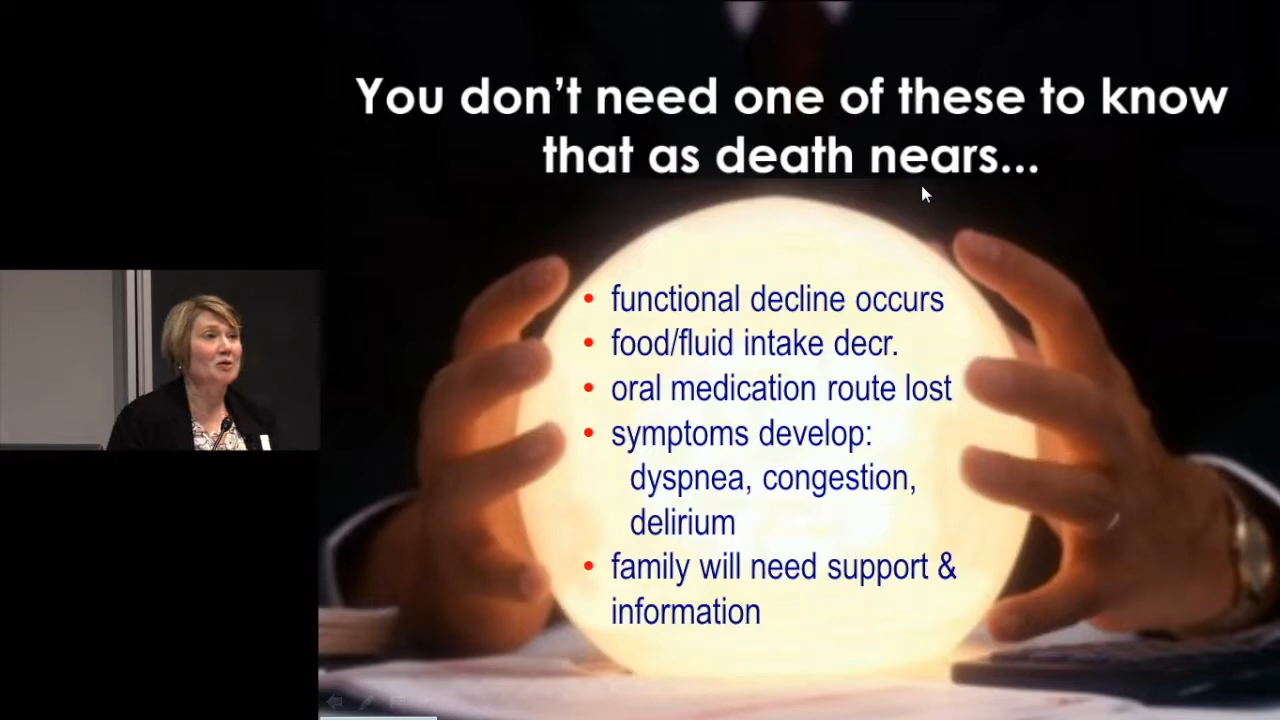 You don't need one of these to know
that as death nears...
• functional decline occurs
• food/fluid intake decr.
• oral medication route lost
• symptoms develop:
dyspnea, congestion,
delirium
• family will need support &
information